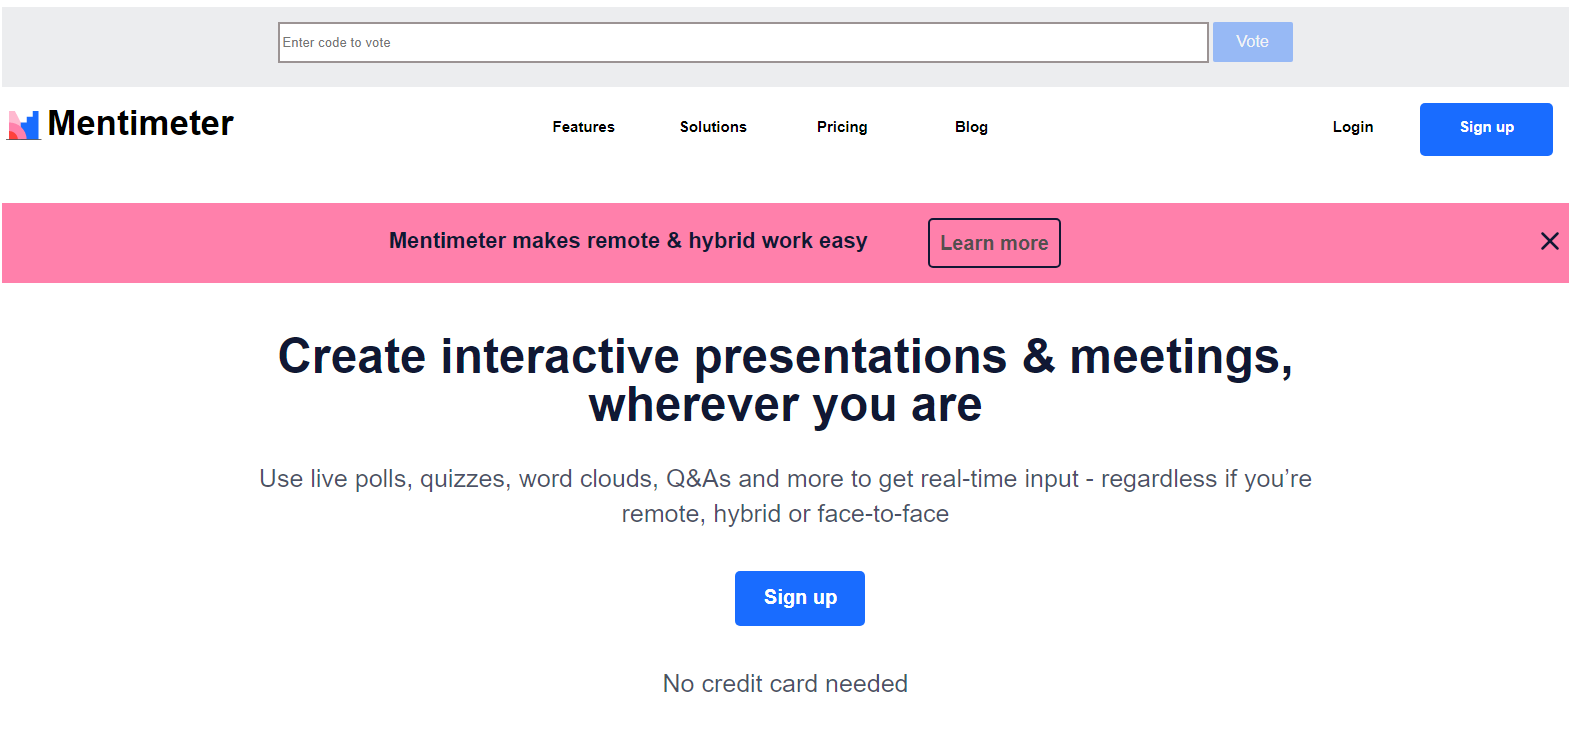 Enter code to vote
Vote
Mentimeter
Features
Solutions
Pricing
Blog
Login
Sign up
Mentimeter makes remote & hybrid work easy
Learn more
Create interactive presentations & meetings,
wherever you are
Use live polls, quizzes, word clouds, Q&As and more to get real-time input - regardless if you’re
remote, hybrid or face-to-face
Sign up
No credit card needed